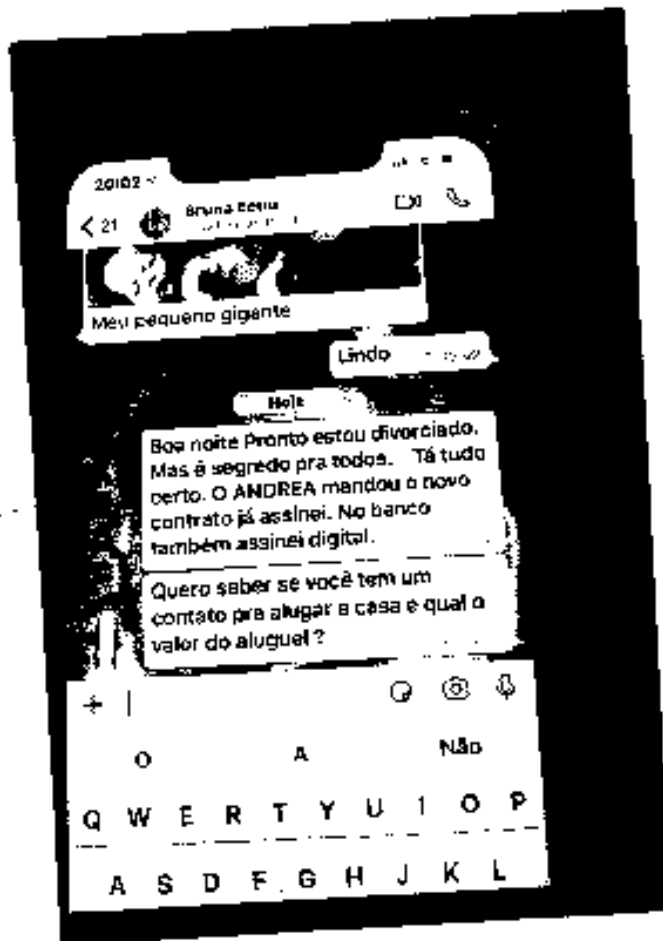 20:02
21
Bruna
Meu pequeno gigante
Lindo
Hoje
Boa noite Pronto estou divorciado.
Mas é segredo pra todos. Tá tudo
certo. O ANDREA mandou o novo
contrato já assinei. No banco
também assinei digital.
Quero saber se você tem um
contato pra alugar a casa e qual o
valor do aluguel ?
O A Não
Q W E R T Y U I O P
A S D F G H J K L